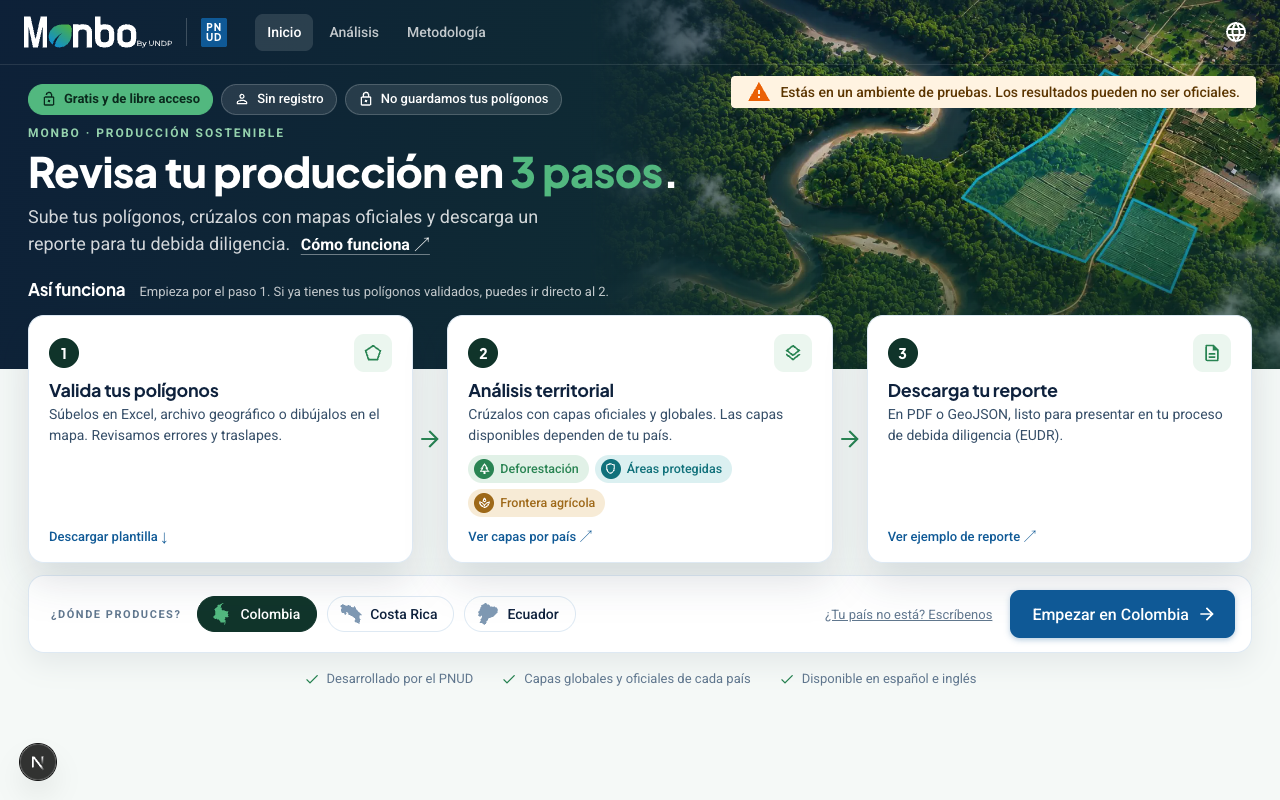 Monbo By UNDP
PN
UD
Inicio
Análisis
Metodología
Gratis y de libre acceso
Sin registro
No guardamos tus polígonos
Estás en un ambiente de pruebas. Los resultados pueden no ser oficiales.
MONBO · PRODUCCIÓN SOSTENIBLE
Revisa tu producción en 3 pasos.
Sube tus polígonos, crúzalos con mapas oficiales y descarga un
reporte para tu debida diligencia. Cómo funciona ↗
Así funciona
Empieza por el paso 1. Si ya tienes tus polígonos validados, puedes ir directo al 2.
1
Valida tus polígonos
Súbelos en Excel, archivo geográfico o dibújalos en el
mapa. Revisamos errores y traslapes.
Descargar plantilla ↓
2
Análisis territorial
Crúzalos con capas oficiales y globales. Las capas
disponibles dependen de tu país.
Deforestación
Áreas protegidas
Frontera agrícola
Ver capas por país ↗
3
Descarga tu reporte
En PDF o GeoJSON, listo para presentar en tu proceso
de debida diligencia (EUDR).
Ver ejemplo de reporte ↗
¿DÓNDE PRODUCES?
Colombia
Costa Rica
Ecuador
¿Tu país no está? Escríbenos
Empezar en Colombia →
Desarrollado por el PNUD
Capas globales y oficiales de cada país
Disponible en español e inglés
N